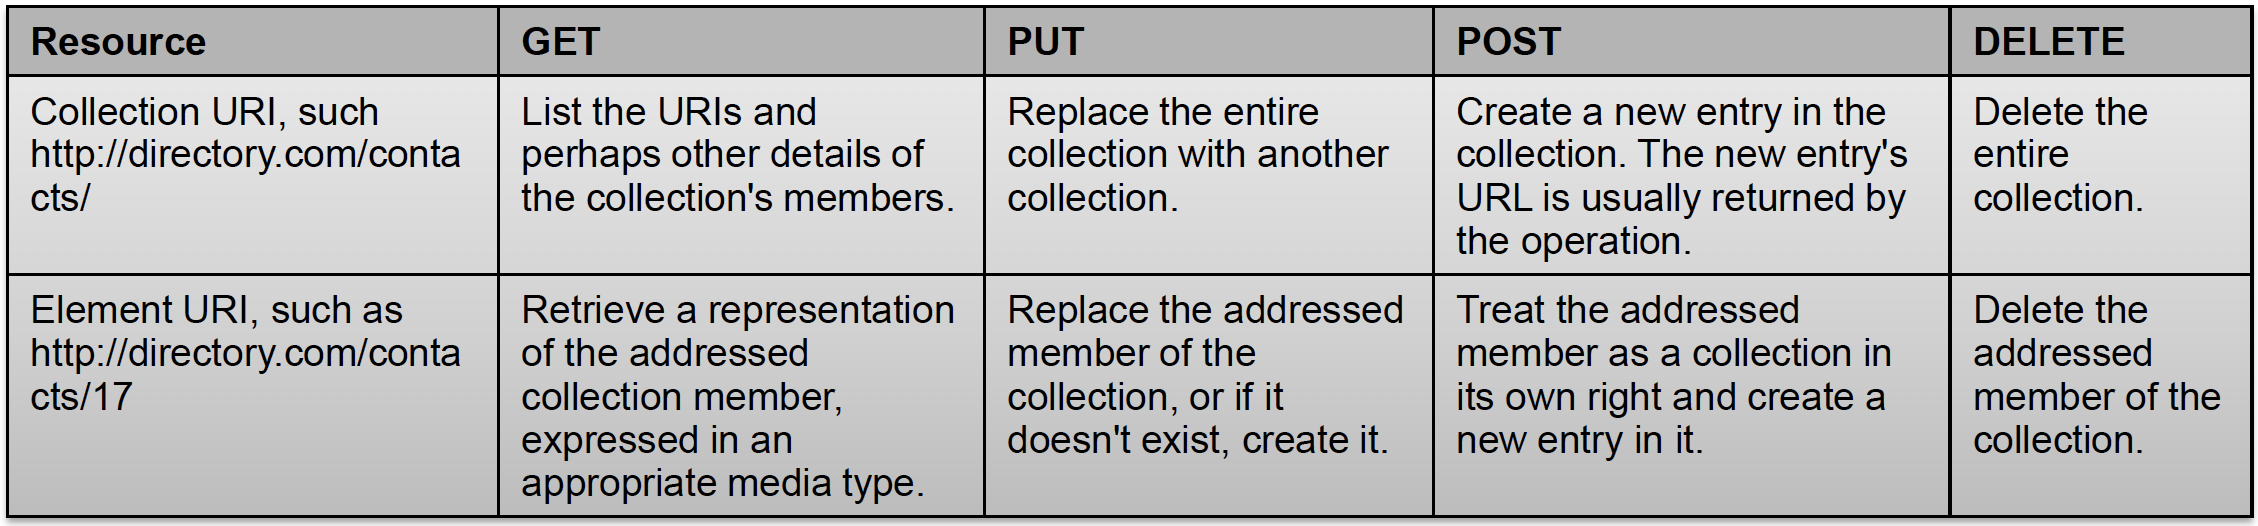 Resource
GET
PUT
POST
DELETE
Collection URI, such
http://directory.com/conta
cts/
List the URIs and
perhaps other details of
the collection's members.
Replace the entire
collection with another
collection.
Create a new entry in the
collection. The new entry's
URL is usually returned by
the operation.
Delete the
entire
collection.
Element URI, such as
http://directory.com/conta
cts/17
Retrieve a representation
of the addressed
collection member,
expressed in an
appropriate media type.
Replace the addressed
member of the
collection, or if it
doesn't exist, create it.
Treat the addressed
member as a collection in
its own right and create a
new entry in it.
Delete the
addressed
member of the
collection.